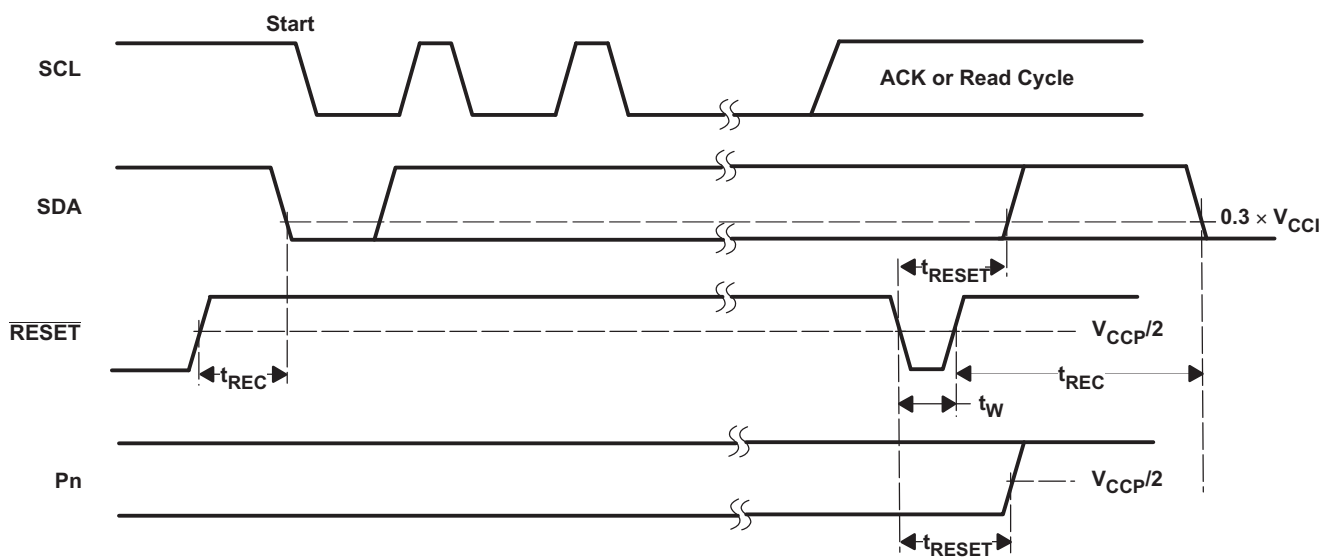 Start
SCL
ACK or Read Cycle
SDA
0.3 × VCCI
tRESET
RESET
VCCP/2
tREC
tREC
tW
Pn
VCCP/2
tRESET